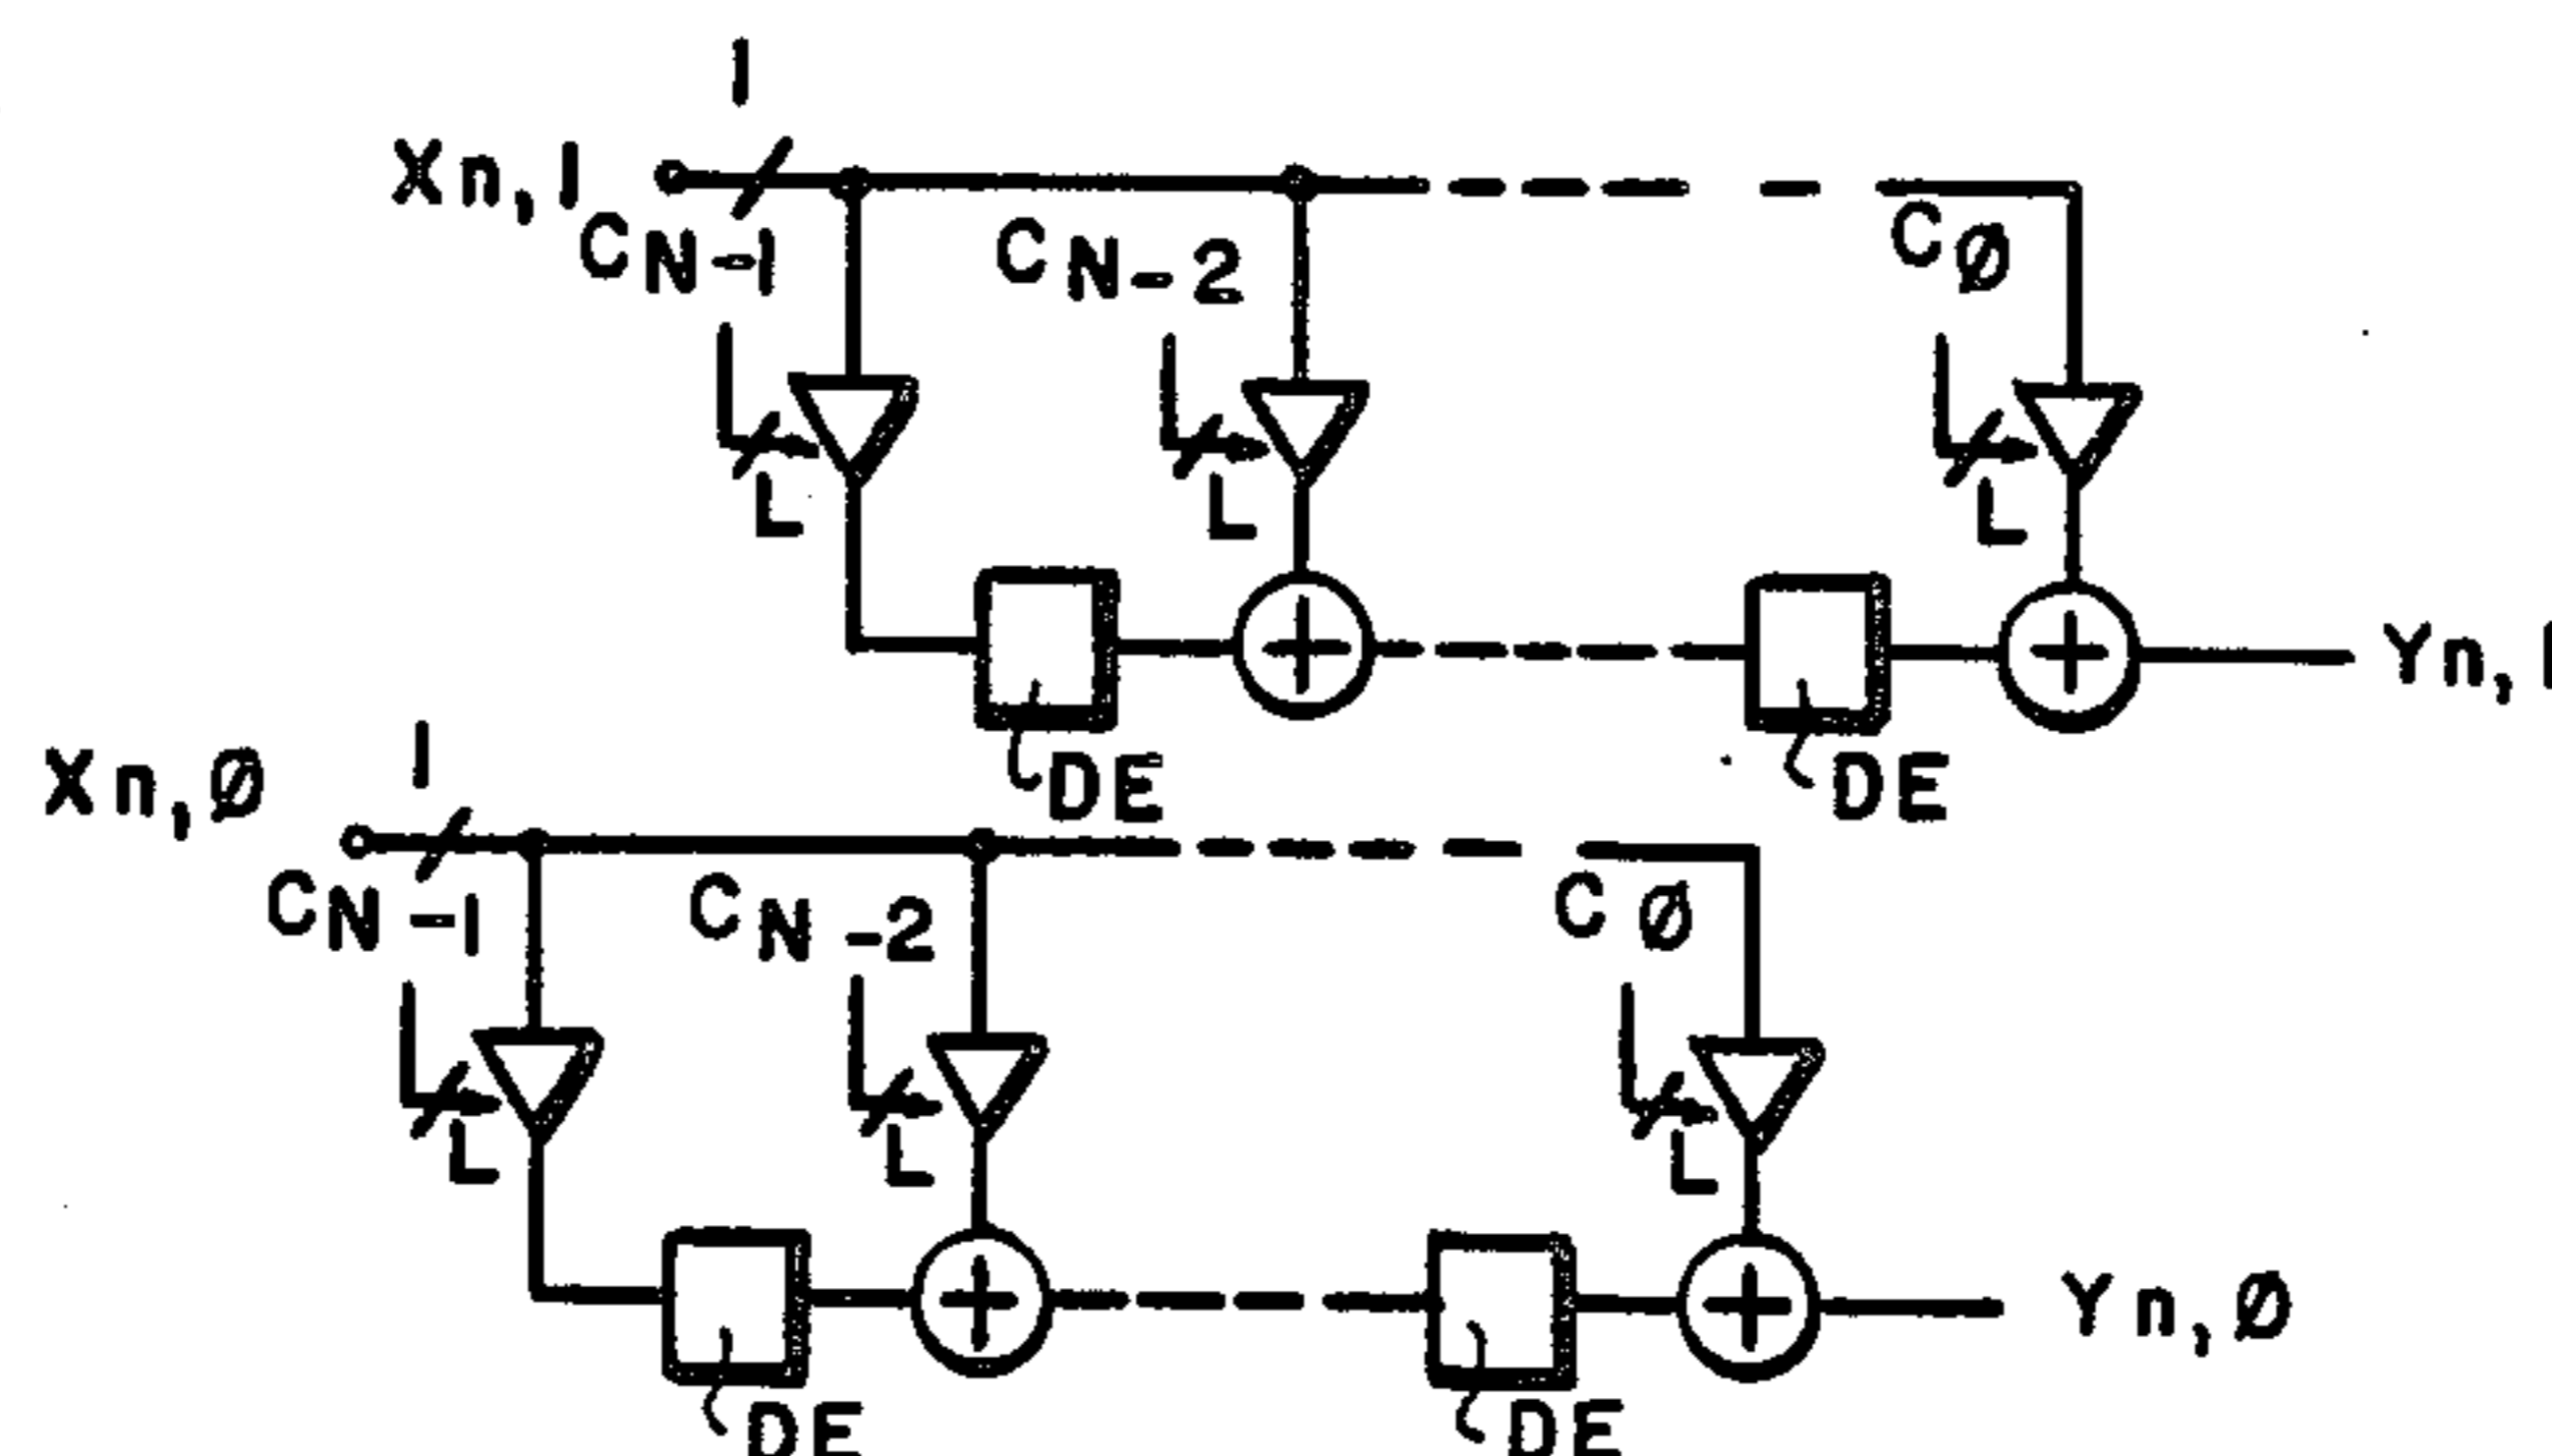 1
Xn,1
CN-1 CN-2 CØ
L L L
Yn,
DE DE
Xn,Ø 1
CN-1 CN-2 CØ
L L L
Yn,Ø
DE DE